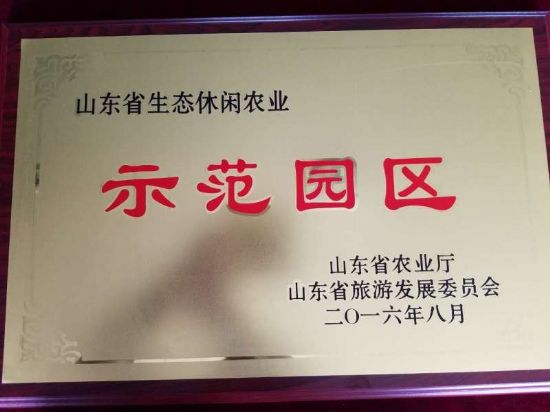 山东省生态休闲农业
示范园区
山东省农业厅
山东省旅游发展委员会
二〇一六年八月